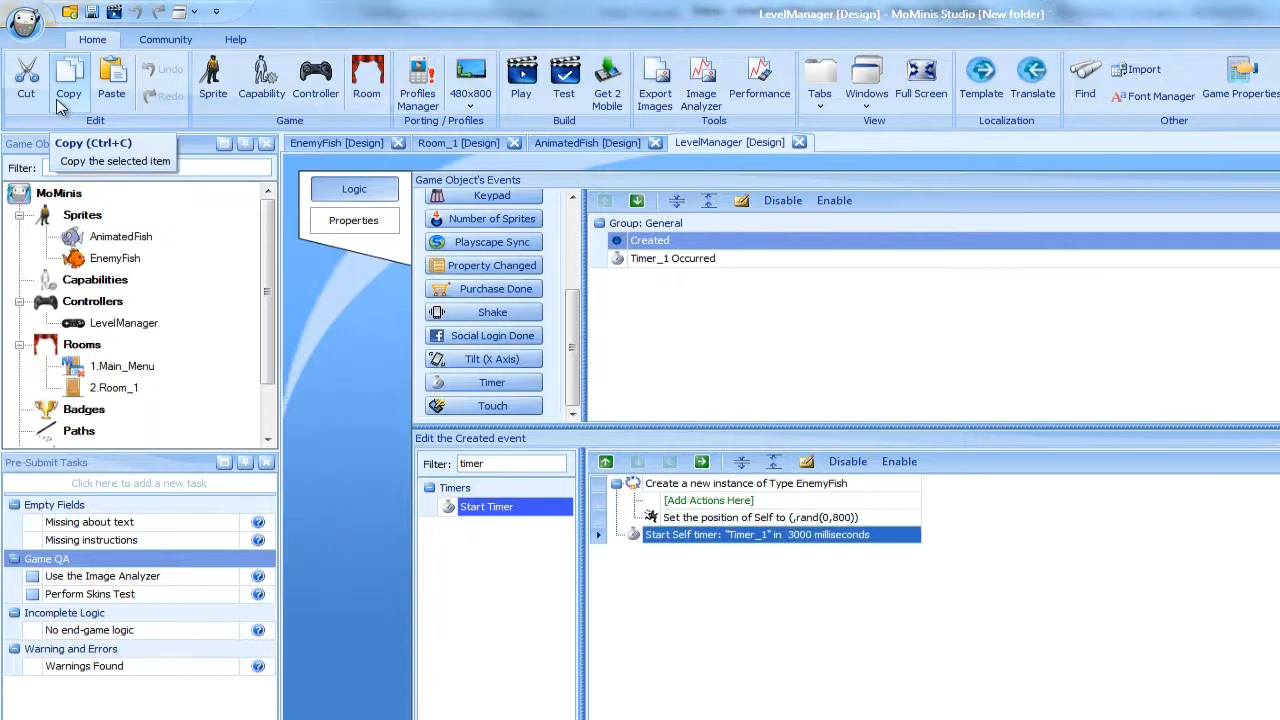 LevelManager [Design] - MoMinis Studio [New folder]
Home Community Help
Cut Copy Paste Undo Redo
Sprite Capability Controller Room
Profiles Manager 480x800
Play Test Get 2 Mobile
Export Images Image Analyzer Performance
Tabs Windows Full Screen
Template Translate
Find Import Font Manager Game Properties
Edit Game Porting / Profiles Build Tools View Localization Other
Copy (Ctrl+C)
Copy the selected item
Game Ob
Filter:
MoMinis
Sprites
AnimatedFish
EnemyFish
Capabilities
Controllers
LevelManager
Rooms
1.Main_Menu
2.Room_1
Badges
Paths
Pre-Submit Tasks
Click here to add a new task
Empty Fields
Missing about text
Missing instructions
Game QA
Use the Image Analyzer
Perform Skins Test
Incomplete Logic
No end-game logic
Warning and Errors
Warnings Found
EnemyFish [Design] Room_1 [Design] AnimatedFish [Design] LevelManager [Design]
Logic
Properties
Game Object's Events
Keypad
Number of Sprites
Playscape Sync
Property Changed
Purchase Done
Shake
Social Login Done
Tilt (X Axis)
Timer
Touch
Disable Enable
Group: General
Created
Timer_1 Occurred
Edit the Created event
Filter: timer
Timers
Start Timer
Disable Enable
Create a new instance of Type EnemyFish
[Add Actions Here]
Set the position of Self to (,rand(0,800))
Start Self timer: "Timer_1" in 3000 milliseconds